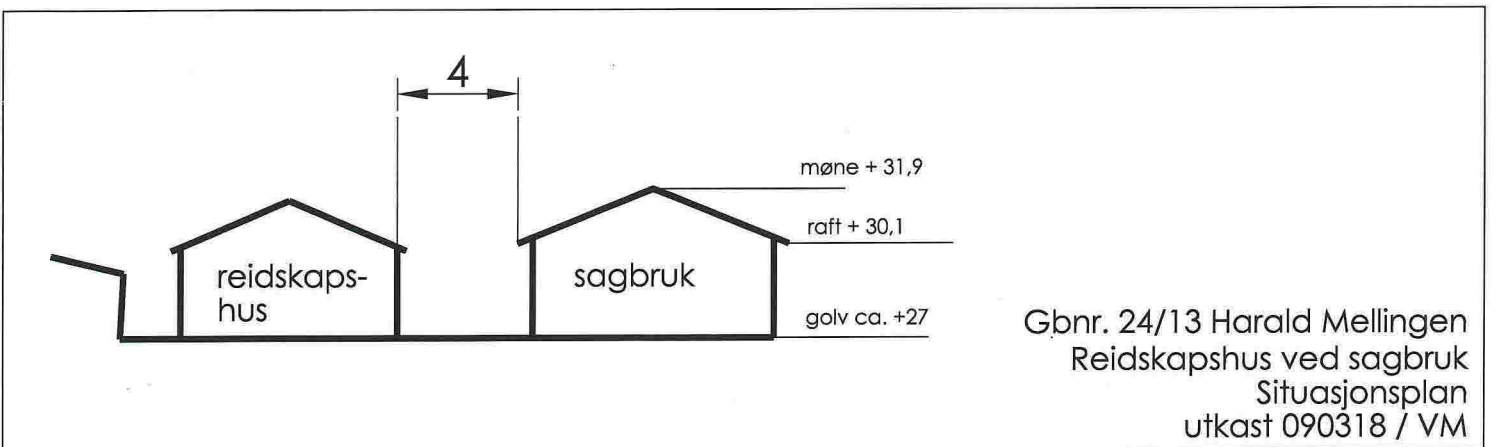 4
møne + 31,9
raft + 30,1
reidskaps-
hus
sagbruk
golv ca. +27
Gbnr. 24/13 Harald Mellingen
Reidskapshus ved sagbruk
Situasjonsplan
utkast 090318 / VM